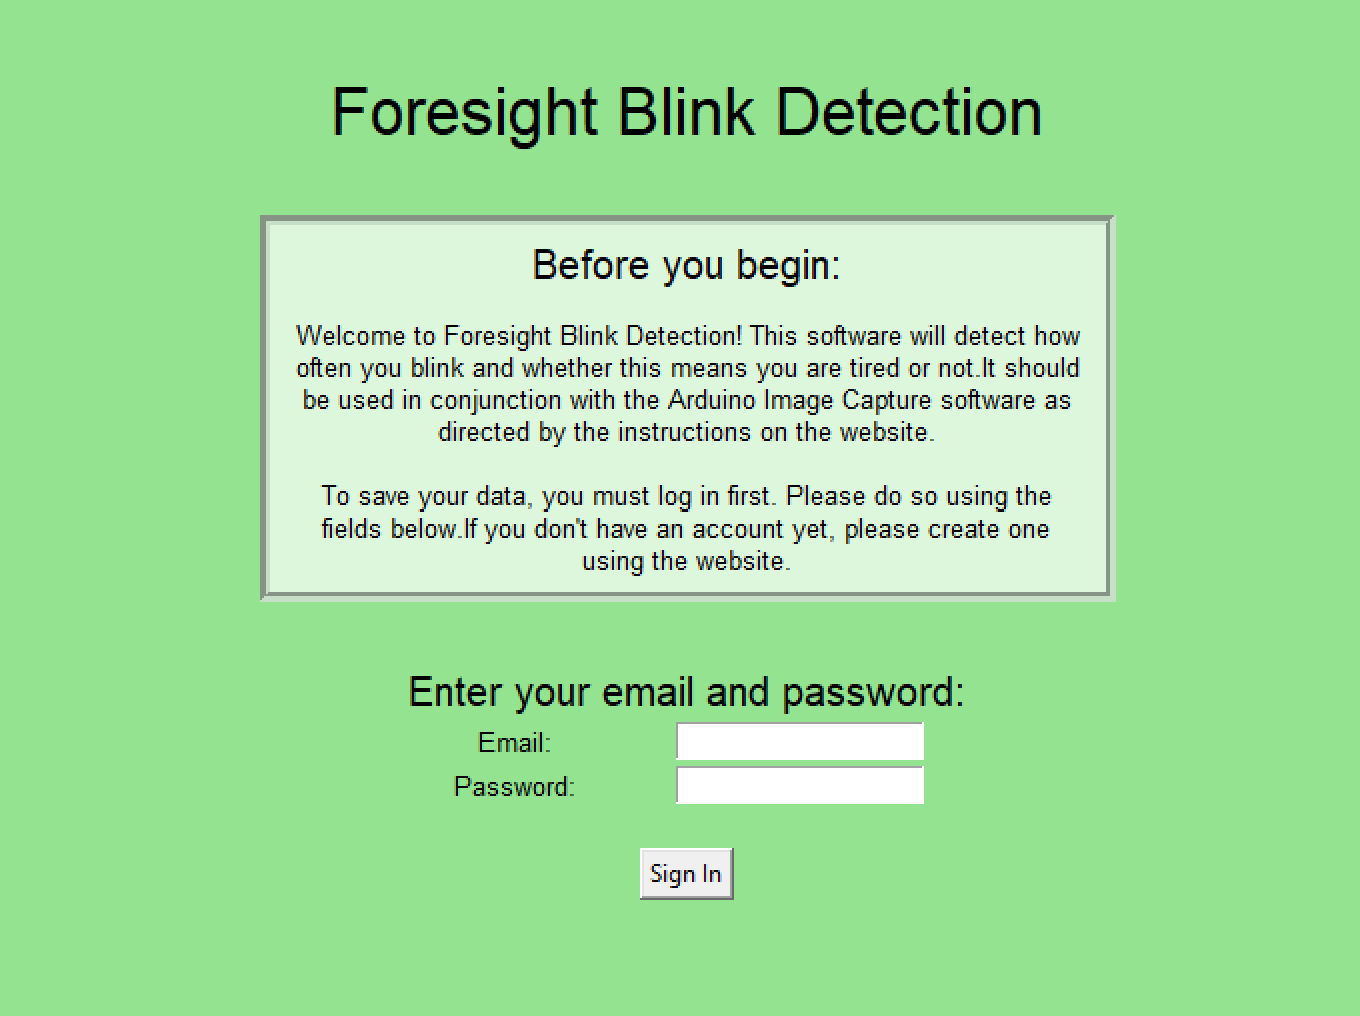 Foresight Blink Detection
Before you begin:
Welcome to Foresight Blink Detection! This software will detect how
often you blink and whether this means you are tired or not.It should
be used in conjunction with the Arduino Image Capture software as
directed by the instructions on the website.
To save your data, you must log in first. Please do so using the
fields below.If you don't have an account yet, please create one
using the website.
Enter your email and password:
Email:
Password:
Sign In